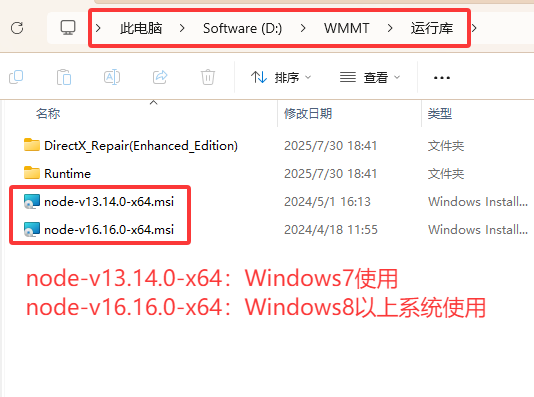 此电脑 > Software (D:) > WMMT > 运行库 >
排序 查看 ...
名称 修改日期 类型
DirectX_Repair(Enhanced_Edition) 2025/7/30 18:41 文件夹
Runtime 2025/7/30 18:41 文件夹
node-v13.14.0-x64.msi 2024/5/1 16:13 Windows Install...
node-v16.16.0-x64.msi 2024/4/18 11:55 Windows Install...
node-v13.14.0-x64：Windows7使用
node-v16.16.0-x64：Windows8以上系统使用